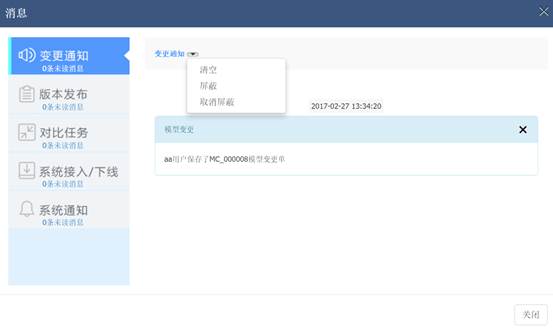 消息
变更通知
0条未读消息
版本发布
0条未读消息
对比任务
0条未读消息
系统接入/下线
0条未读消息
系统通知
0条未读消息
变更通知
清空
屏蔽
取消屏蔽
2017-02-27 13:34:20
模型变更
aa用户保存了MC_000008模型变更单
关闭